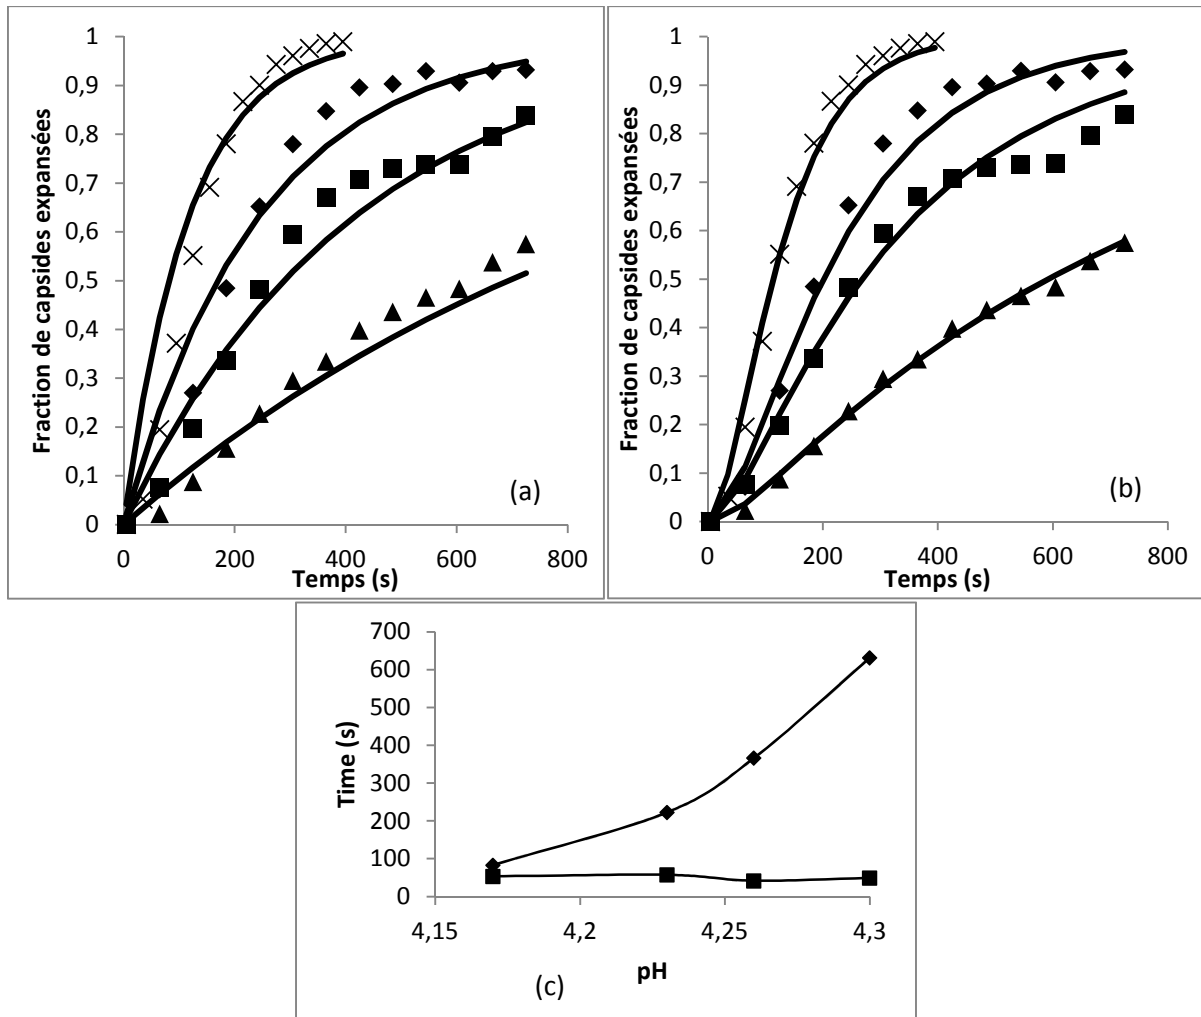 Fraction de capsides expansées
1
0,9
0,8
0,7
0,6
0,5
0,4
0,3
0,2
0,1
0
0 200 400 600 800
Temps (s)
(a)
Fraction de capsides expansées
1
0,9
0,8
0,7
0,6
0,5
0,4
0,3
0,2
0,1
0
0 200 400 600 800
Temps (s)
(b)
Time (s)
700
600
500
400
300
200
100
0
4,15 4,2 4,25 4,3
pH
(c)